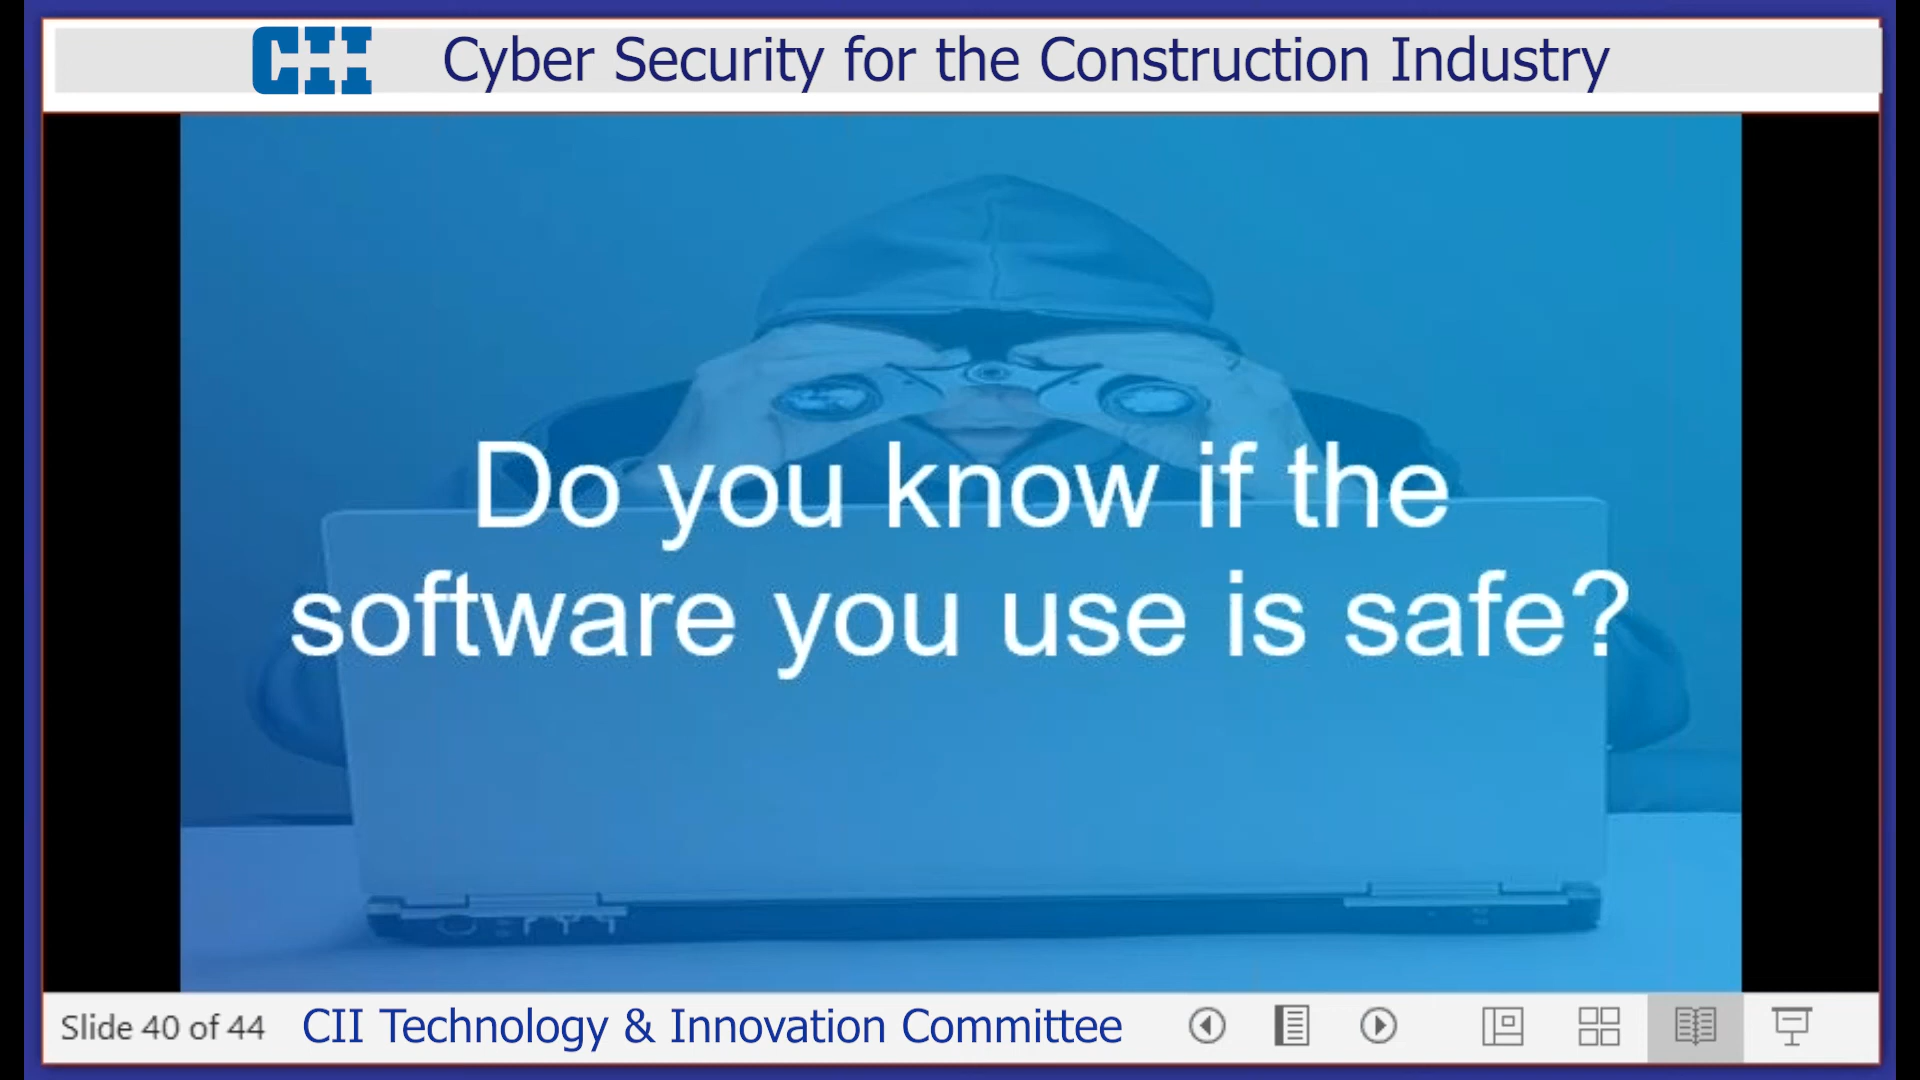 CII Cyber Security for the Construction Industry
Do you know if the
software you use is safe?
Slide 40 of 44 CII Technology & Innovation Committee